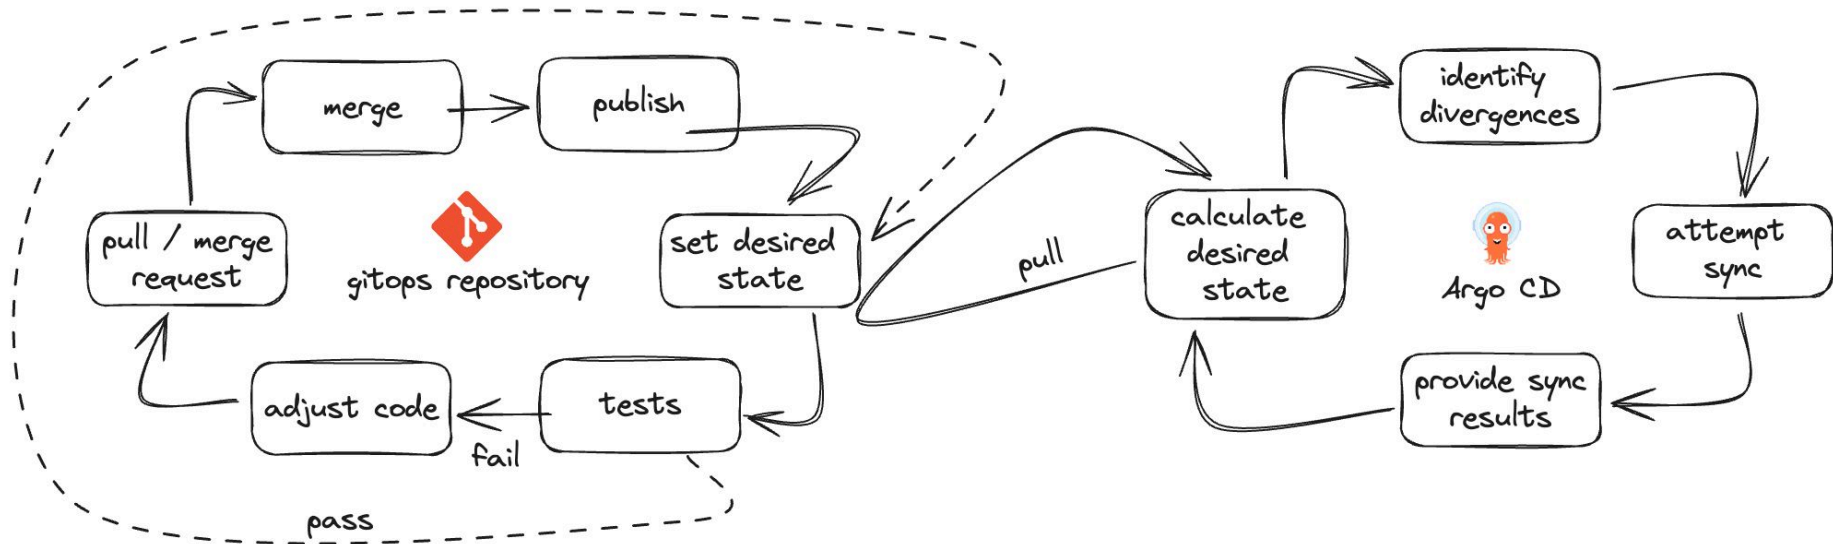 merge
publish
pull / merge
request
gitops repository
set desired
state
adjust code
tests
fail
pass
pull
identify
divergences
calculate
desired
state
Argo CD
attempt
sync
provide sync
results